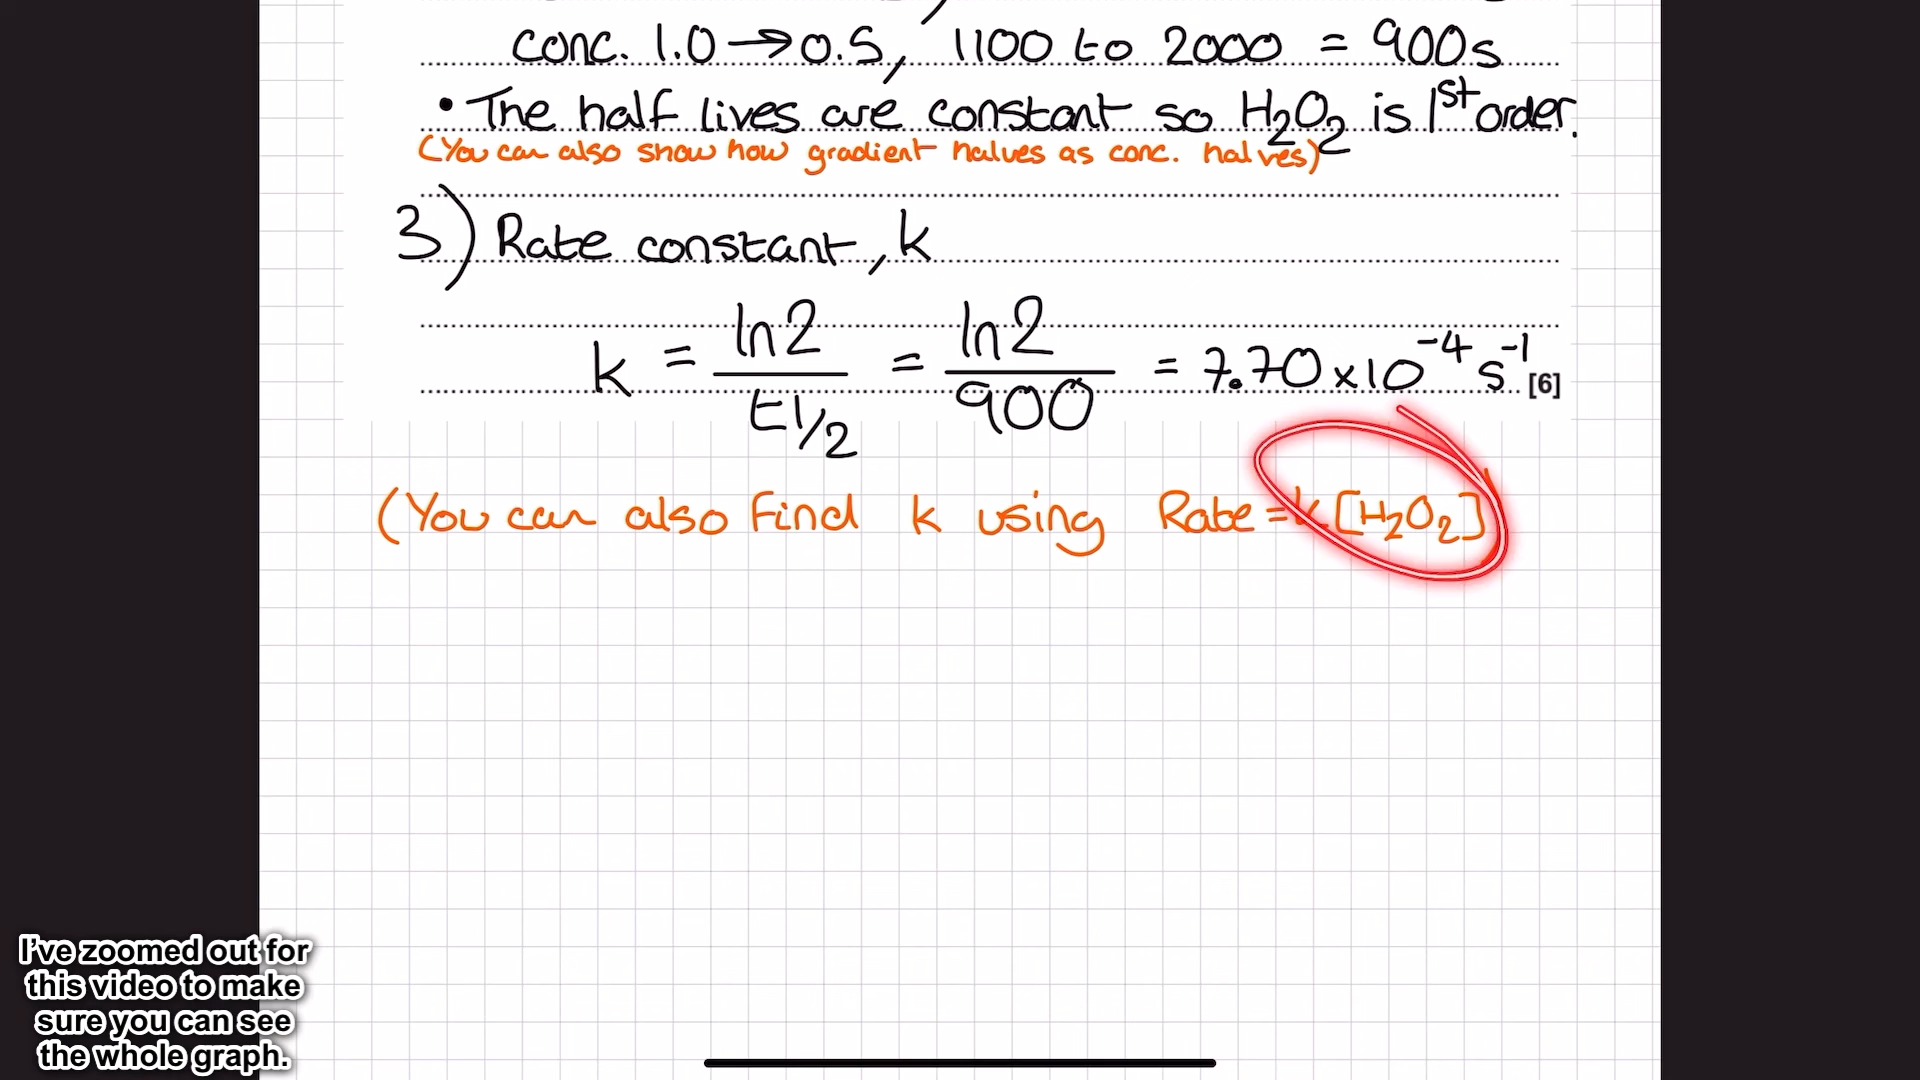 conc. 1.0 → 0.5, 1100 to 2000 = 900s
• The half lives are constant so H₂O₂ is 1st order.
(You can also show how gradient halves as conc. halves)
3) Rate constant, k
k = ln2 / t1/2 = ln2 / 900 = 7.70 x 10⁻⁴ s⁻¹ [6]
(You can also find k using Rate = k[H₂O₂])
I've zoomed out for
this video to make
sure you can see
the whole graph.